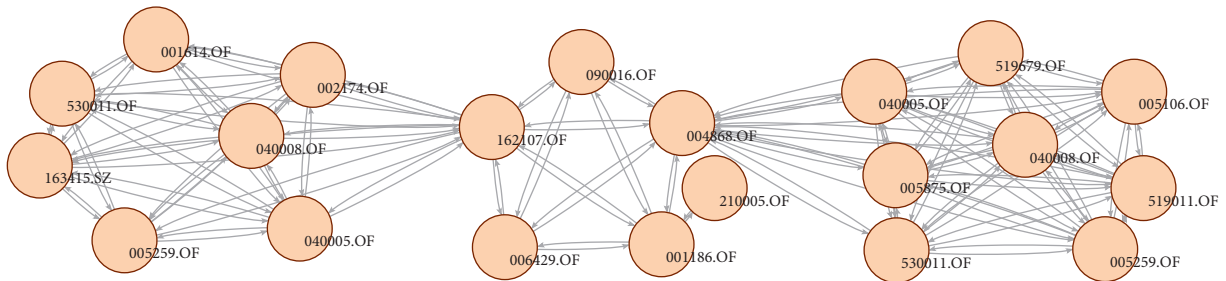 001614.OF
002174.OF
530011.OF
040008.OF
163415.SZ
005259.OF
040005.OF
090016.OF
162107.OF
004868.OF
210005.OF
006429.OF
001186.OF
519679.OF
040005.OF
005106.OF
040008.OF
005875.OF
519011.OF
530011.OF
005259.OF